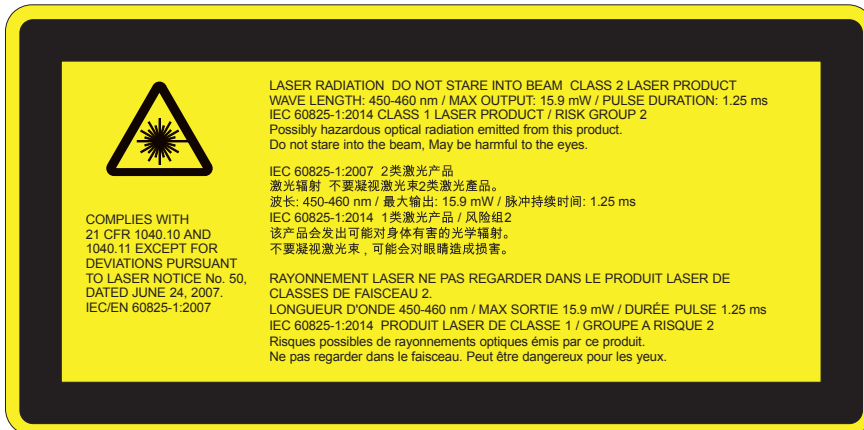 COMPLIES WITH
21 CFR 1040.10 AND
1040.11 EXCEPT FOR
DEVIATIONS PURSUANT
TO LASER NOTICE No. 50,
DATED JUNE 24, 2007.
IEC/EN 60825-1:2007
LASER RADIATION DO NOT STARE INTO BEAM CLASS 2 LASER PRODUCT
WAVE LENGTH: 450-460 nm / MAX OUTPUT: 15.9 mW / PULSE DURATION: 1.25 ms
IEC 60825-1:2014 CLASS 1 LASER PRODUCT / RISK GROUP 2
Possibly hazardous optical radiation emitted from this product.
Do not stare into the beam, May be harmful to the eyes.
IEC 60825-1:2007 2类激光产品
激光辐射 不要凝视激光束2类激光產品。
波长: 450-460 nm / 最大输出: 15.9 mW / 脉冲持续时间: 1.25 ms
IEC 60825-1:2014 1类激光产品 / 风险组2
该产品会发出可能对身体有害的光学辐射。
不要凝视激光束，可能会对眼睛造成损害。
RAYONNEMENT LASER NE PAS REGARDER DANS LE PRODUIT LASER DE
CLASSES DE FAISCEAU 2.
LONGUEUR D'ONDE 450-460 nm / MAX SORTIE 15.9 mW / DURÉE PULSE 1.25 ms
IEC 60825-1:2014 PRODUIT LASER DE CLASSE 1 / GROUPE A RISQUE 2
Risques possibles de rayonnements optiques émis par ce produit.
Ne pas regarder dans le faisceau. Peut être dangereux pour les yeux.